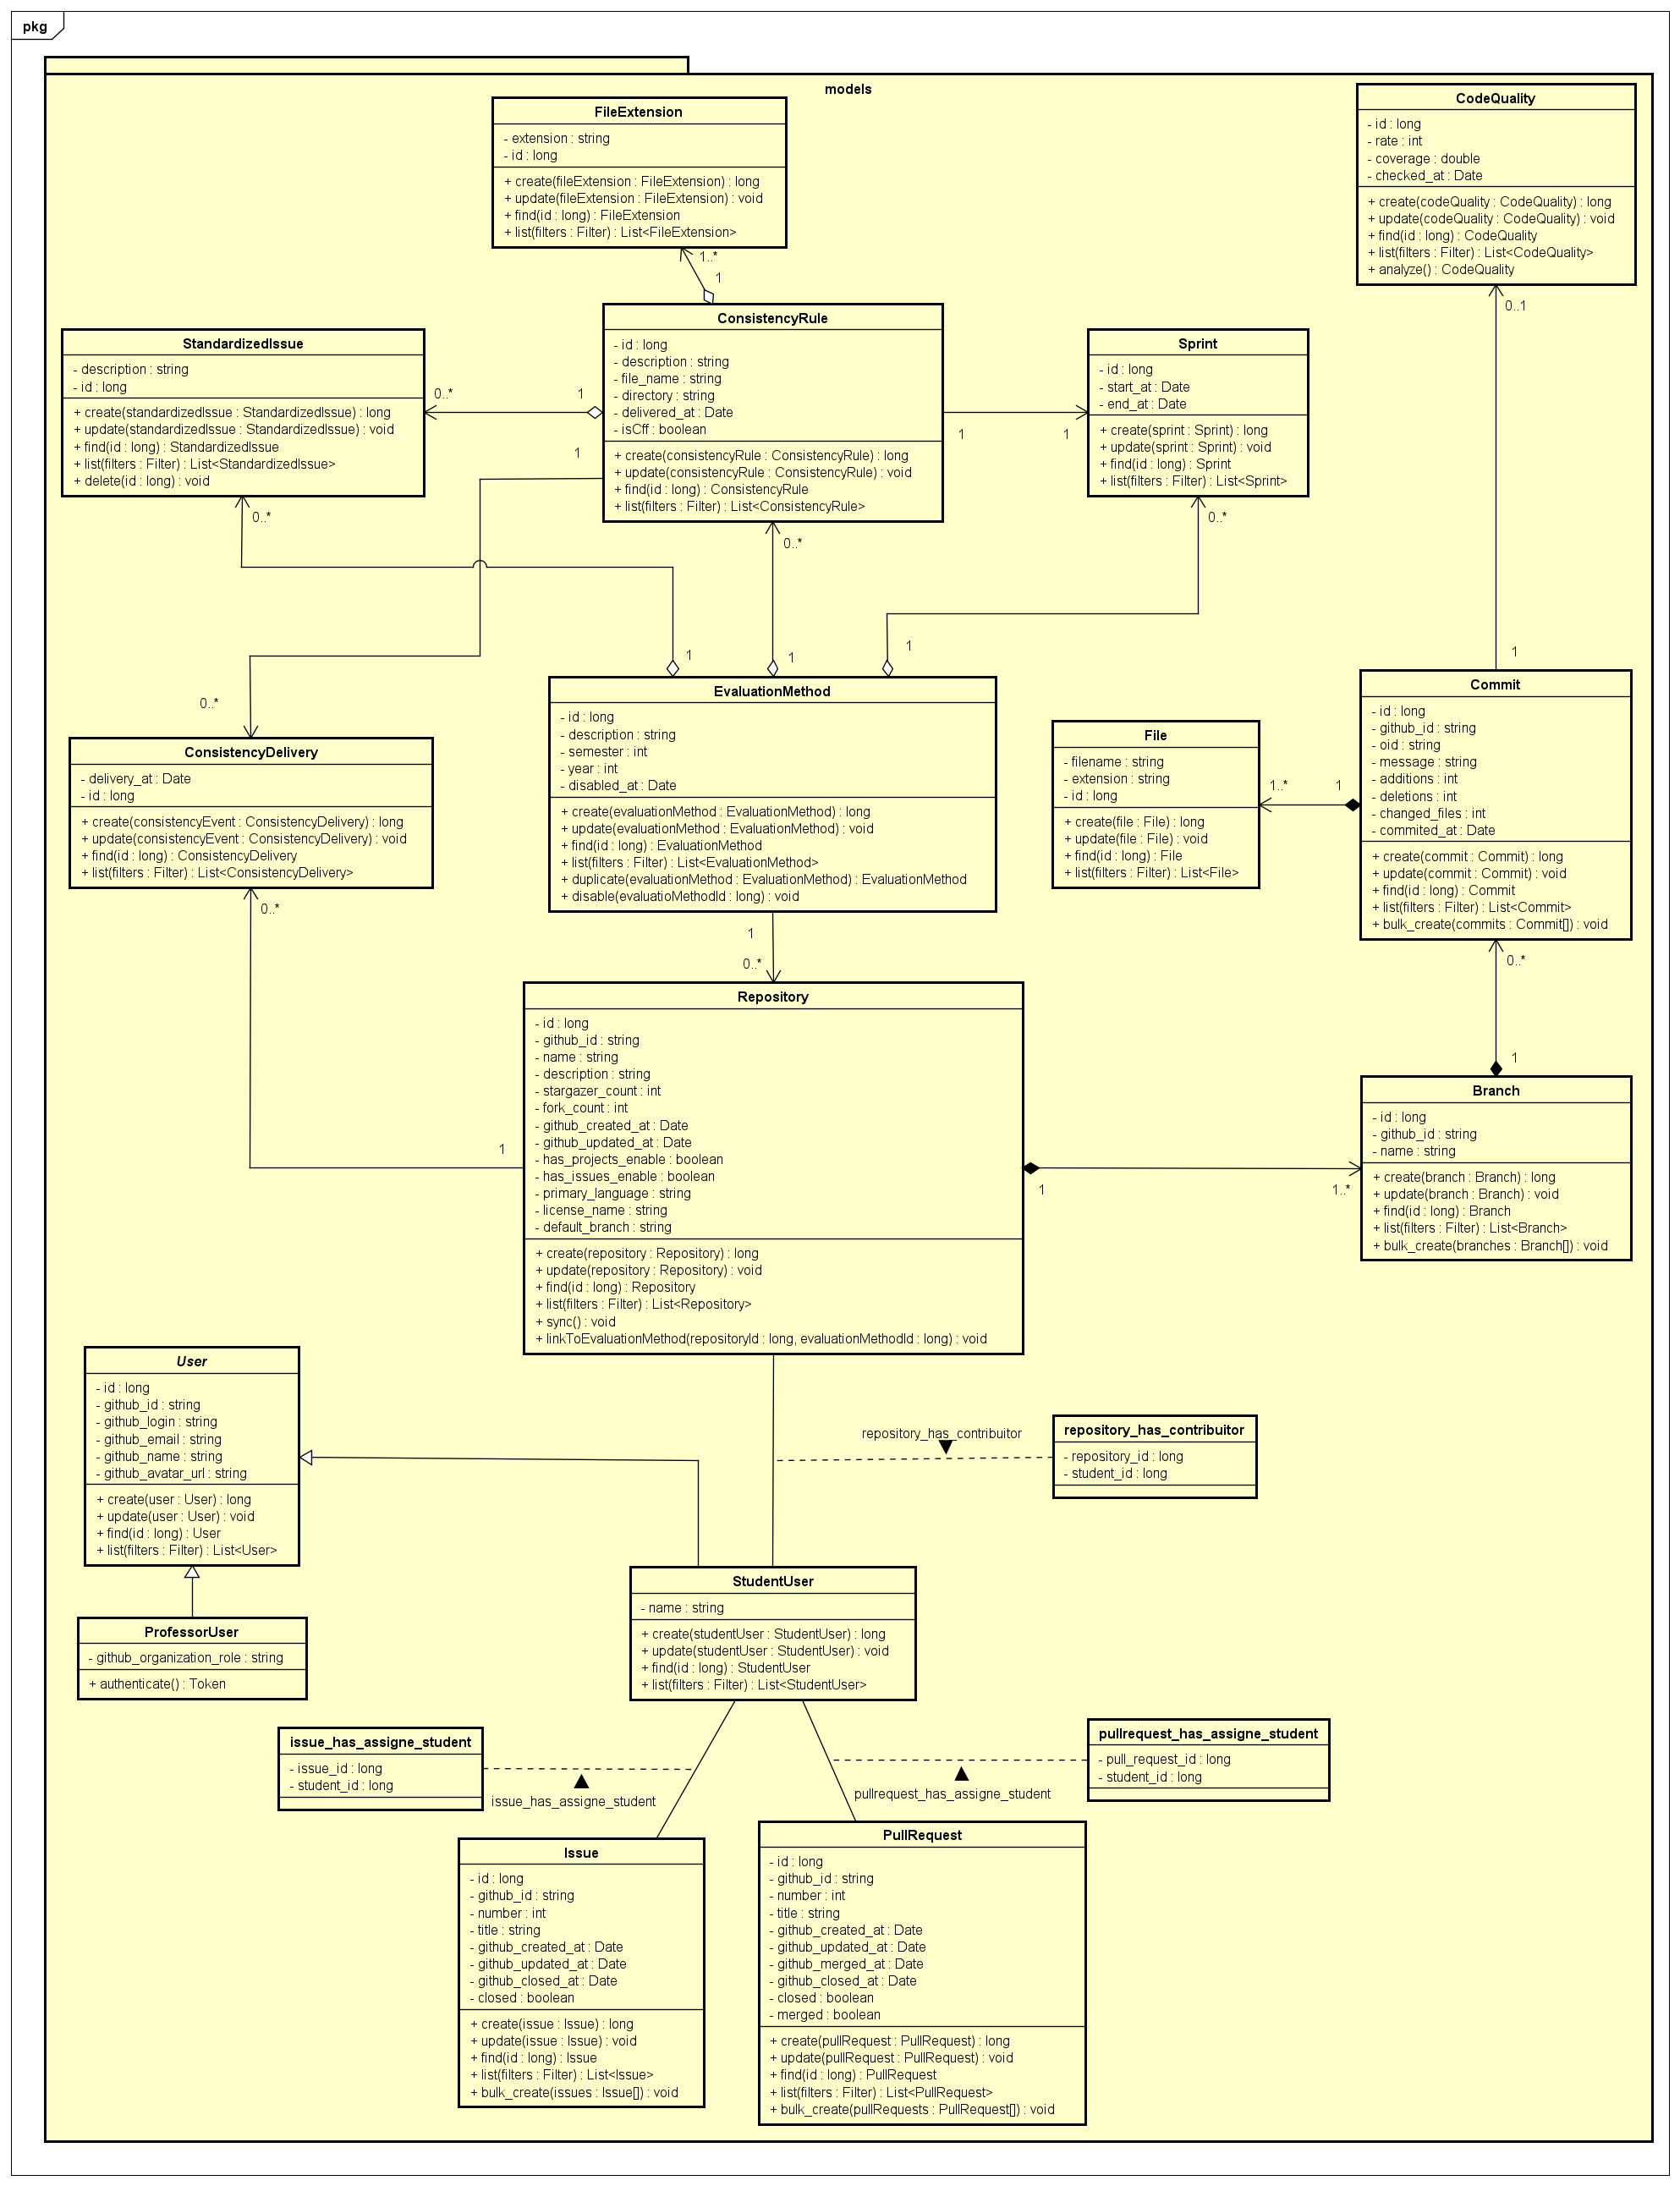 pkg
models
FileExtension
- extension : string
- id : long
+ create(fileExtension : FileExtension) : long
+ update(fileExtension : FileExtension) : void
+ find(id : long) : FileExtension
+ list(filters : Filter) : List<FileExtension>
1..*
1
CodeQuality
- id : long
- rate : int
- coverage : double
- checked_at : Date
+ create(codeQuality : CodeQuality) : long
+ update(codeQuality : CodeQuality) : void
+ find(id : long) : CodeQuality
+ list(filters : Filter) : List<CodeQuality>
+ analyze() : CodeQuality
0..1
StandardizedIssue
- description : string
- id : long
+ create(standardizedIssue : StandardizedIssue) : long
+ update(standardizedIssue : StandardizedIssue) : void
+ find(id : long) : StandardizedIssue
+ list(filters : Filter) : List<StandardizedIssue>
+ delete(id : long) : void
0..*
1
1
0..*
ConsistencyRule
- id : long
- description : string
- file_name : string
- directory : string
- delivered_at : Date
- isCff : boolean
+ create(consistencyRule : ConsistencyRule) : long
+ update(consistencyRule : ConsistencyRule) : void
+ find(id : long) : ConsistencyRule
+ list(filters : Filter) : List<ConsistencyRule>
1
1
0..*
Sprint
- id : long
- start_at : Date
- end_at : Date
+ create(sprint : Sprint) : long
+ update(sprint : Sprint) : void
+ find(id : long) : Sprint
+ list(filters : Filter) : List<Sprint>
0..*
1
1
1
1
0..*
ConsistencyDelivery
- delivery_at : Date
- id : long
+ create(consistencyEvent : ConsistencyDelivery) : long
+ update(consistencyEvent : ConsistencyDelivery) : void
+ find(id : long) : ConsistencyDelivery
+ list(filters : Filter) : List<ConsistencyDelivery>
0..*
EvaluationMethod
- id : long
- description : string
- semester : int
- year : int
- disabled_at : Date
+ create(evaluationMethod : EvaluationMethod) : long
+ update(evaluationMethod : EvaluationMethod) : void
+ find(id : long) : EvaluationMethod
+ list(filters : Filter) : List<EvaluationMethod>
+ duplicate(evaluationMethod : EvaluationMethod) : EvaluationMethod
+ disable(evaluatioMethodId : long) : void
1
0..*
File
- filename : string
- extension : string
- id : long
+ create(file : File) : long
+ update(file : File) : void
+ find(id : long) : File
+ list(filters : Filter) : List<File>
1..*
1
Commit
- id : long
- github_id : string
- oid : string
- message : string
- additions : int
- deletions : int
- changed_files : int
- commited_at : Date
+ create(commit : Commit) : long
+ update(commit : Commit) : void
+ find(id : long) : Commit
+ list(filters : Filter) : List<Commit>
+ bulk_create(commits : Commit[]) : void
0..*
1
Repository
- id : long
- github_id : string
- name : string
- description : string
- stargazer_count : int
- fork_count : int
- github_created_at : Date
- github_updated_at : Date
- has_projects_enable : boolean
- has_issues_enable : boolean
- primary_language : string
- license_name : string
- default_branch : string
+ create(repository : Repository) : long
+ update(repository : Repository) : void
+ find(id : long) : Repository
+ list(filters : Filter) : List<Repository>
+ sync() : void
+ linkToEvaluationMethod(repositoryId : long, evaluationMethodId : long) : void
1
1
1..*
Branch
- id : long
- github_id : string
- name : string
+ create(branch : Branch) : long
+ update(branch : Branch) : void
+ find(id : long) : Branch
+ list(filters : Filter) : List<Branch>
+ bulk_create(branches : Branch[]) : void
User
- id : long
- github_id : string
- github_login : string
- github_email : string
- github_name : string
- github_avatar_url : string
+ create(user : User) : long
+ update(user : User) : void
+ find(id : long) : User
+ list(filters : Filter) : List<User>
repository_has_contribuitor
repository_has_contribuitor
- repository_id : long
- student_id : long
ProfessorUser
- github_organization_role : string
+ authenticate() : Token
StudentUser
- name : string
+ create(studentUser : StudentUser) : long
+ update(studentUser : StudentUser) : void
+ find(id : long) : StudentUser
+ list(filters : Filter) : List<StudentUser>
issue_has_assigne_student
- issue_id : long
- student_id : long
issue_has_assigne_student
pullrequest_has_assigne_student
- pull_request_id : long
- student_id : long
pullrequest_has_assigne_student
Issue
- id : long
- github_id : string
- number : int
- title : string
- github_created_at : Date
- github_updated_at : Date
- github_closed_at : Date
- closed : boolean
+ create(issue : Issue) : long
+ update(issue : Issue) : void
+ find(id : long) : Issue
+ list(filters : Filter) : List<Issue>
+ bulk_create(issues : Issue[]) : void
PullRequest
- id : long
- github_id : string
- number : int
- title : string
- github_created_at : Date
- github_updated_at : Date
- github_merged_at : Date
- github_closed_at : Date
- closed : boolean
- merged : boolean
+ create(pullRequest : PullRequest) : long
+ update(pullRequest : PullRequest) : void
+ find(id : long) : PullRequest
+ list(filters : Filter) : List<PullRequest>
+ bulk_create(pullRequests : PullRequest[]) : void